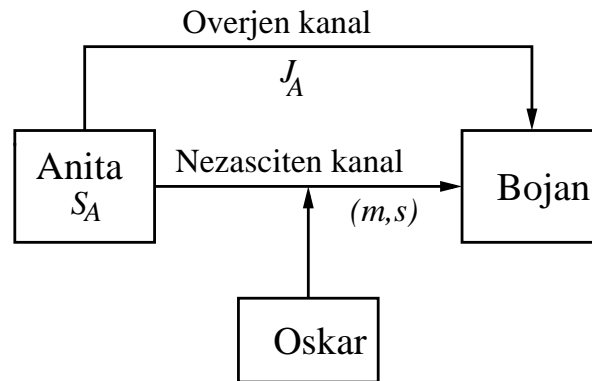 Overjen kanal
J_A
Anita
S_A
Nezasciten kanal
(m,s)
Bojan
Oskar